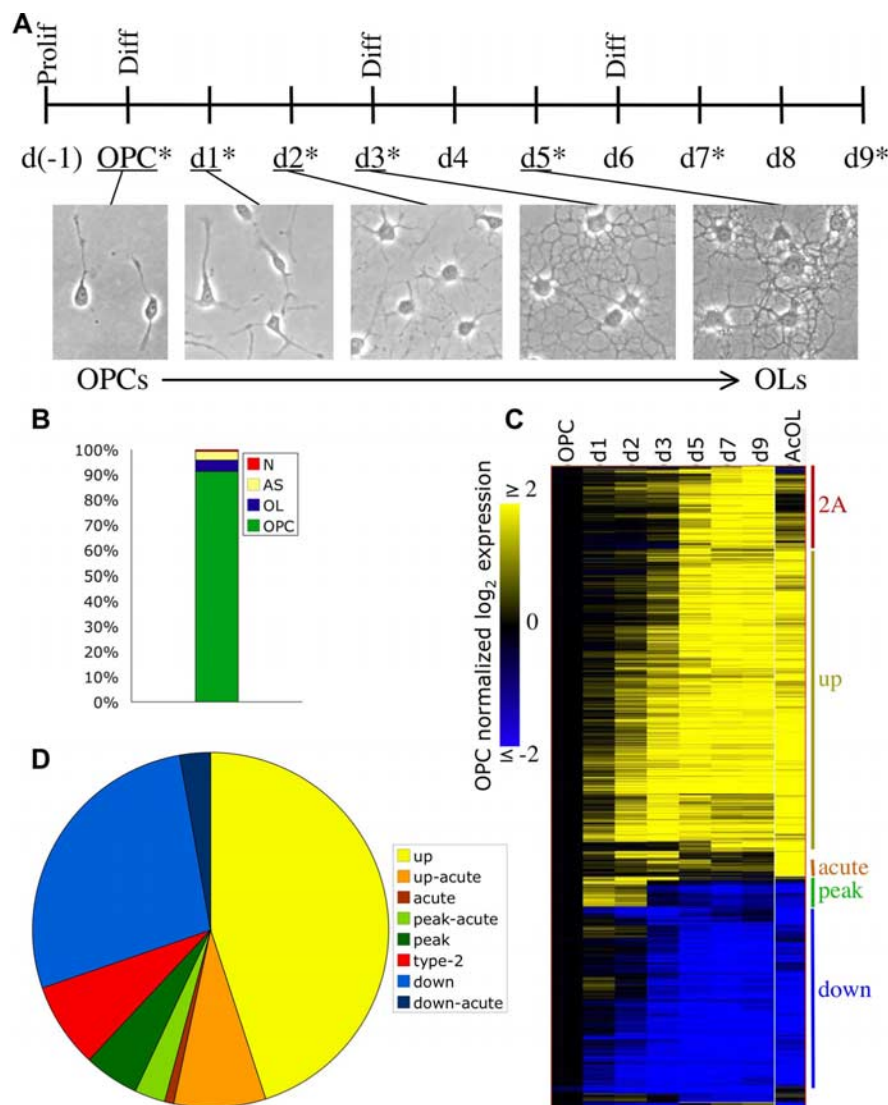 A
Prolif
Diff
Diff
Diff
d(-1) OPC* d1* d2* d3* d4 d5* d6 d7* d8 d9*
OPCs OLs
B
100%
90%
80%
70%
60%
50%
40%
30%
20%
10%
0%
N
AS
OL
OPC
C
OPC
d1
d2
d3
d5
d7
d9
AcOL
≥ 2
0
≤ -2
OPC normalized log2 expression
2A
up
acute
peak
down
D
up
up-acute
acute
peak-acute
peak
type-2
down
down-acute